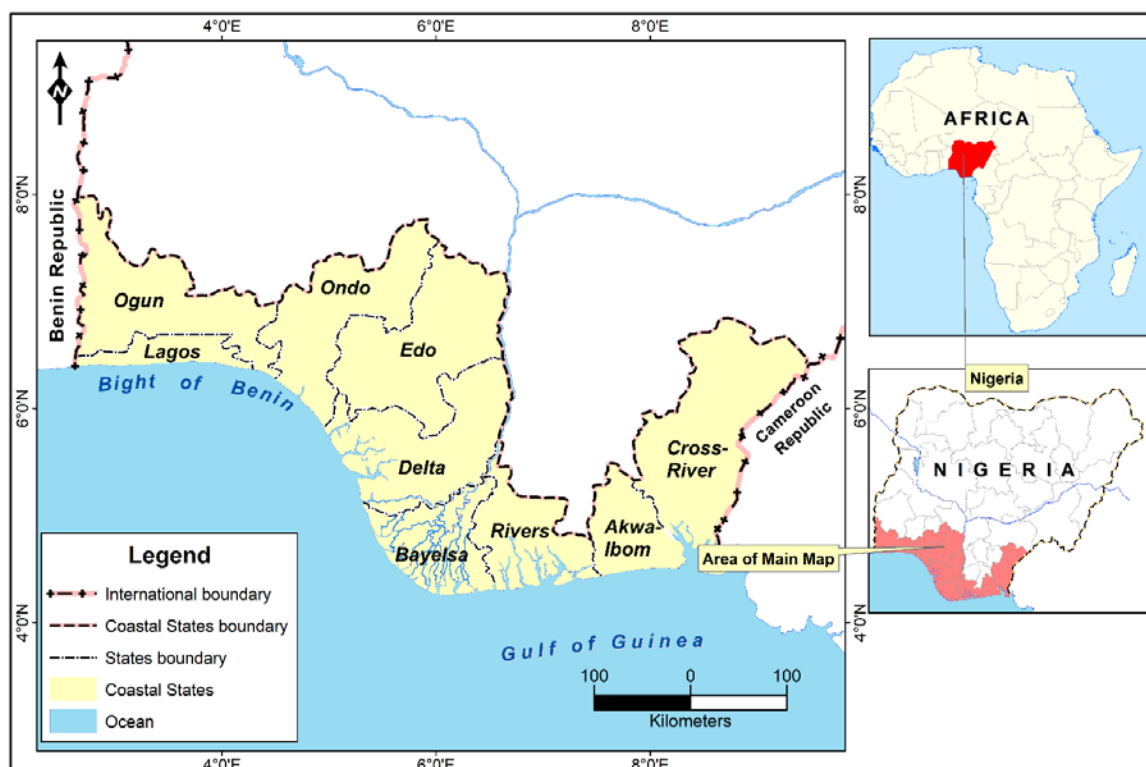 4°0'E
6°0'E
8°0'E
N
8°0'N
6°0'N
4°0'N
Benin Republic
Ogun
Lagos
Ondo
Edo
Delta
Bayelsa
Rivers
Akwa-
Ibom
Cross-
River
Cameroon
Republic
Bight of Benin
Gulf of Guinea
Legend
International boundary
Coastal States boundary
States boundary
Coastal States
Ocean
100 0 100
Kilometers
4°0'E
6°0'E
8°0'E
AFRICA
Nigeria
8°0'N
6°0'N
4°0'N
NIGERIA
Area of Main Map